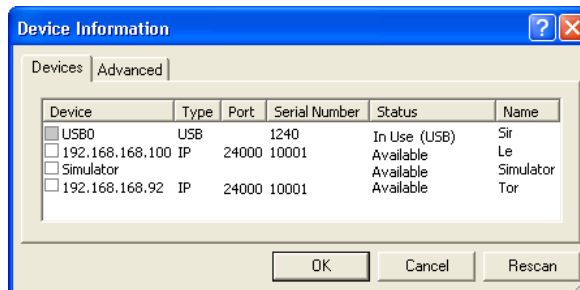 Device Information
Devices Advanced
Device Type Port Serial Number Status Name
USB0 USB 1240 In Use (USB) Sir
192.168.168.100 IP 24000 10001 Available Le
Simulator Available Simulator
192.168.168.92 IP 24000 10001 Available Tor
OK Cancel Rescan